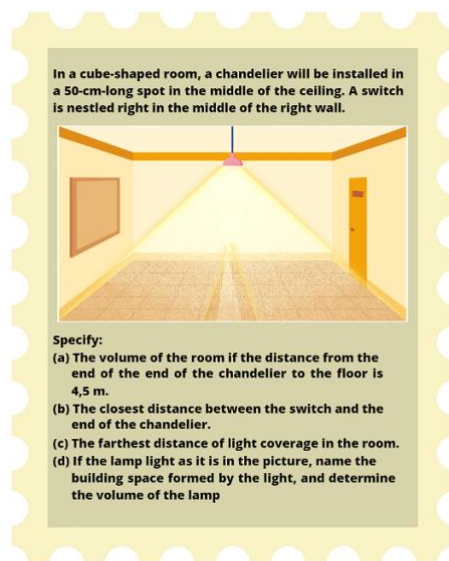 In a cube-shaped room, a chandelier will be installed in
a 50-cm-long spot in the middle of the ceiling. A switch
is nestled right in the middle of the right wall.
Specify:
(a) The volume of the room if the distance from the
end of the end of the chandelier to the floor is
4,5 m.
(b) The closest distance between the switch and the
end of the chandelier.
(c) The farthest distance of light coverage in the room.
(d) If the lamp light as it is in the picture, name the
building space formed by the light, and determine
the volume of the lamp